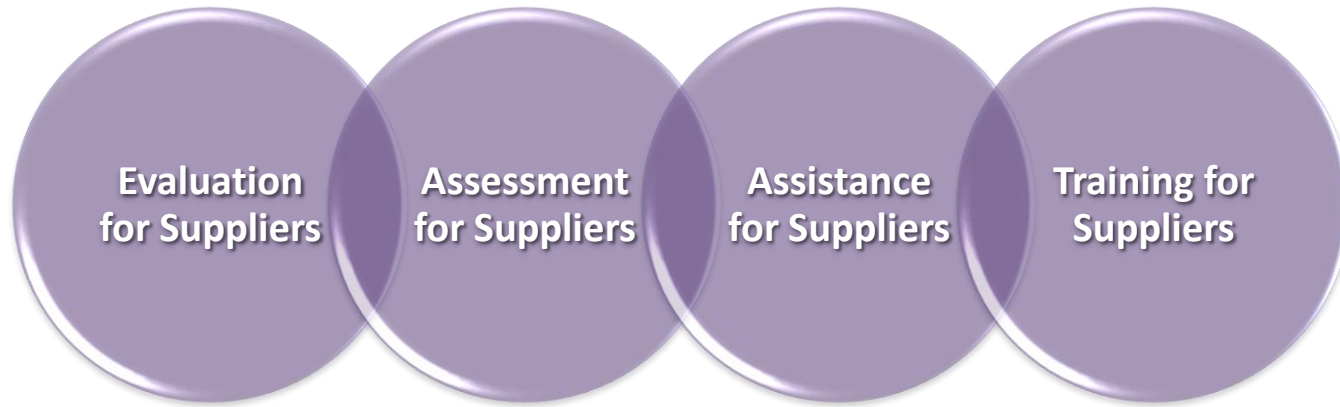 Evaluation
for Suppliers
Assessment
for Suppliers
Assistance
for Suppliers
Training for
Suppliers